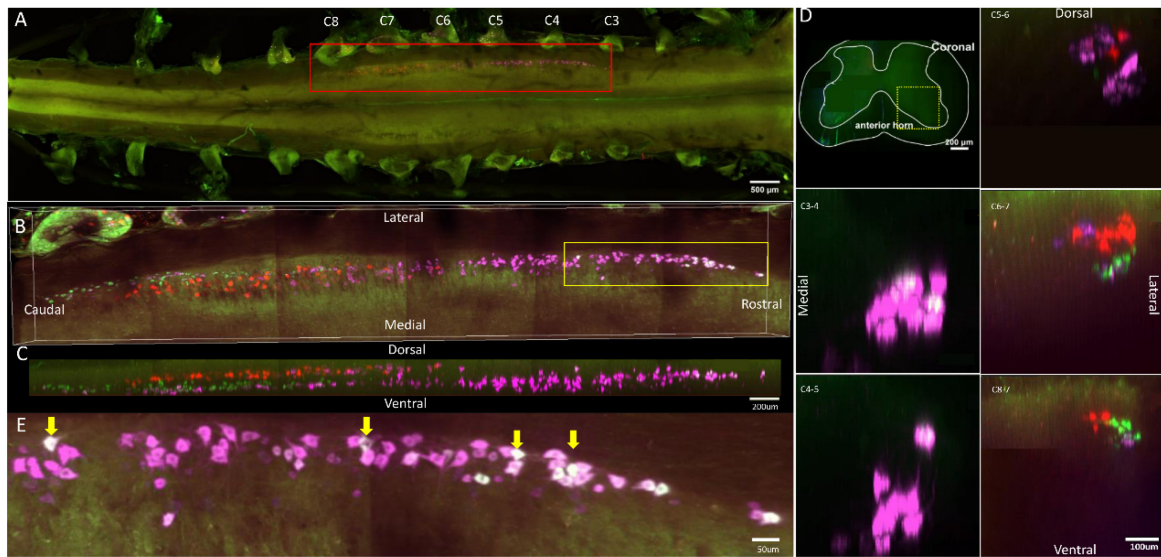 A
C8 C7 C6 C5 C4 C3
500 μm
B
Lateral
Caudal
Rostral
Medial
C
Dorsal
Ventral
200um
E
50um
D
Coronal
anterior horn
200 μm
C5-6
Dorsal
C3-4
Medial
C6-7
Lateral
C4-5
C8-7
Ventral
100um